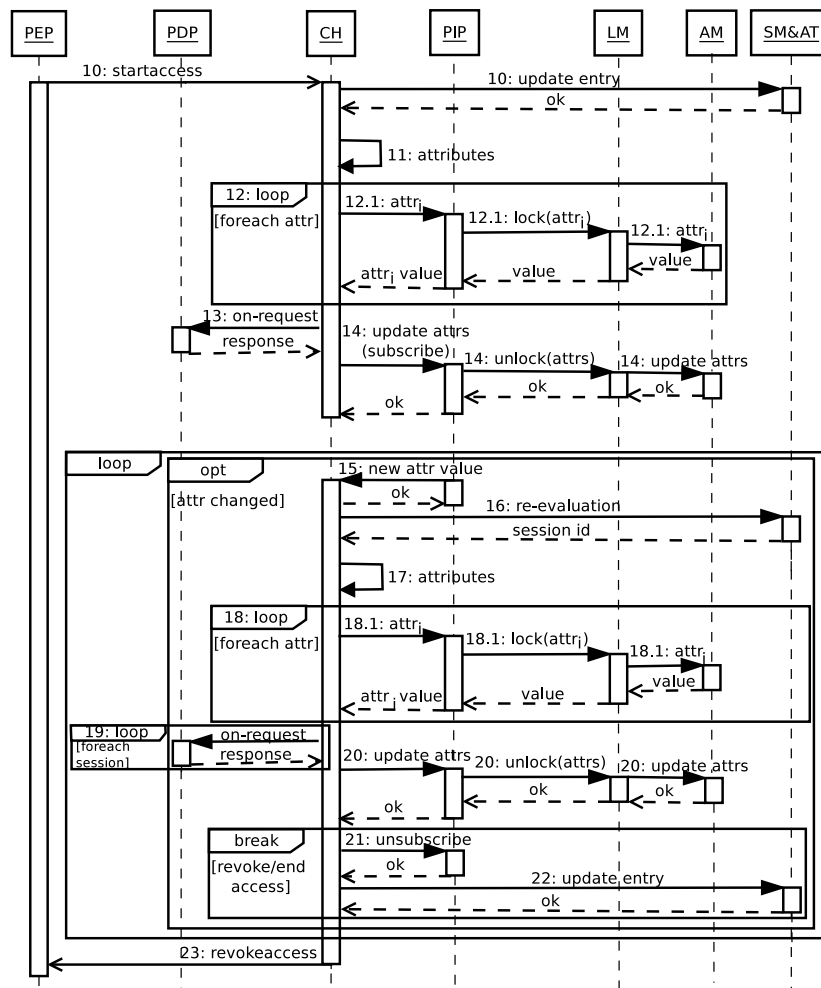 PEP PDP CH PIP LM AM SM&AT
10: startaccess
10: update entry
ok
11: attributes
12: loop
[foreach attr]
12.1: attri
12.1: lock(attri)
12.1: attri
value
value
attri value
13: on-request
response
14: update attrs
(subscribe)
14: unlock(attrs)
14: update attrs
ok
ok
ok
loop
opt
[attr changed]
15: new attr value
ok
16: re-evaluation
session id
17: attributes
18: loop
[foreach attr]
18.1: attri
18.1: lock(attri)
18.1: attri
value
value
attri value
19: loop
[foreach
session]
on-request
response
20: update attrs
20: unlock(attrs)
20: update attrs
ok
ok
ok
break
[revoke/end
access]
21: unsubscribe
ok
22: update entry
ok
23: revokeaccess